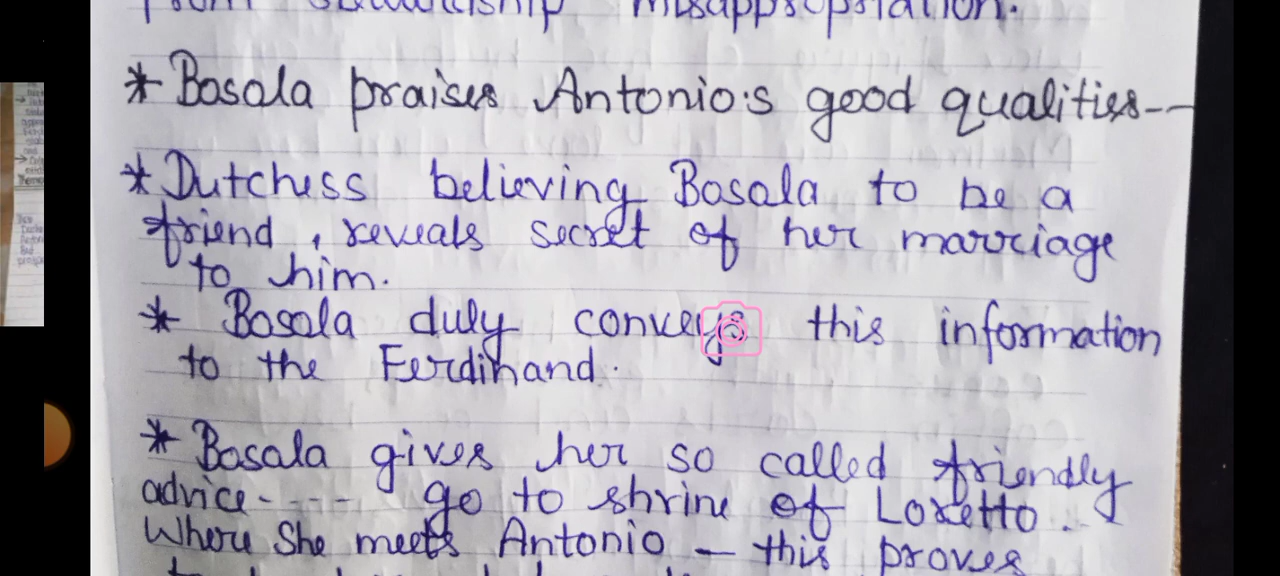 misappropriation.
* Bosola praises Antonio's good qualities--
* Dutchess believing Bosola to be a
friend, reveals secret of her marriage
to him.
* Bosola duly conveys this information
to the Ferdinand.
* Bosola gives her so called friendly
advice---- go to shrine of Loretto.
Where She meets Antonio — this proves